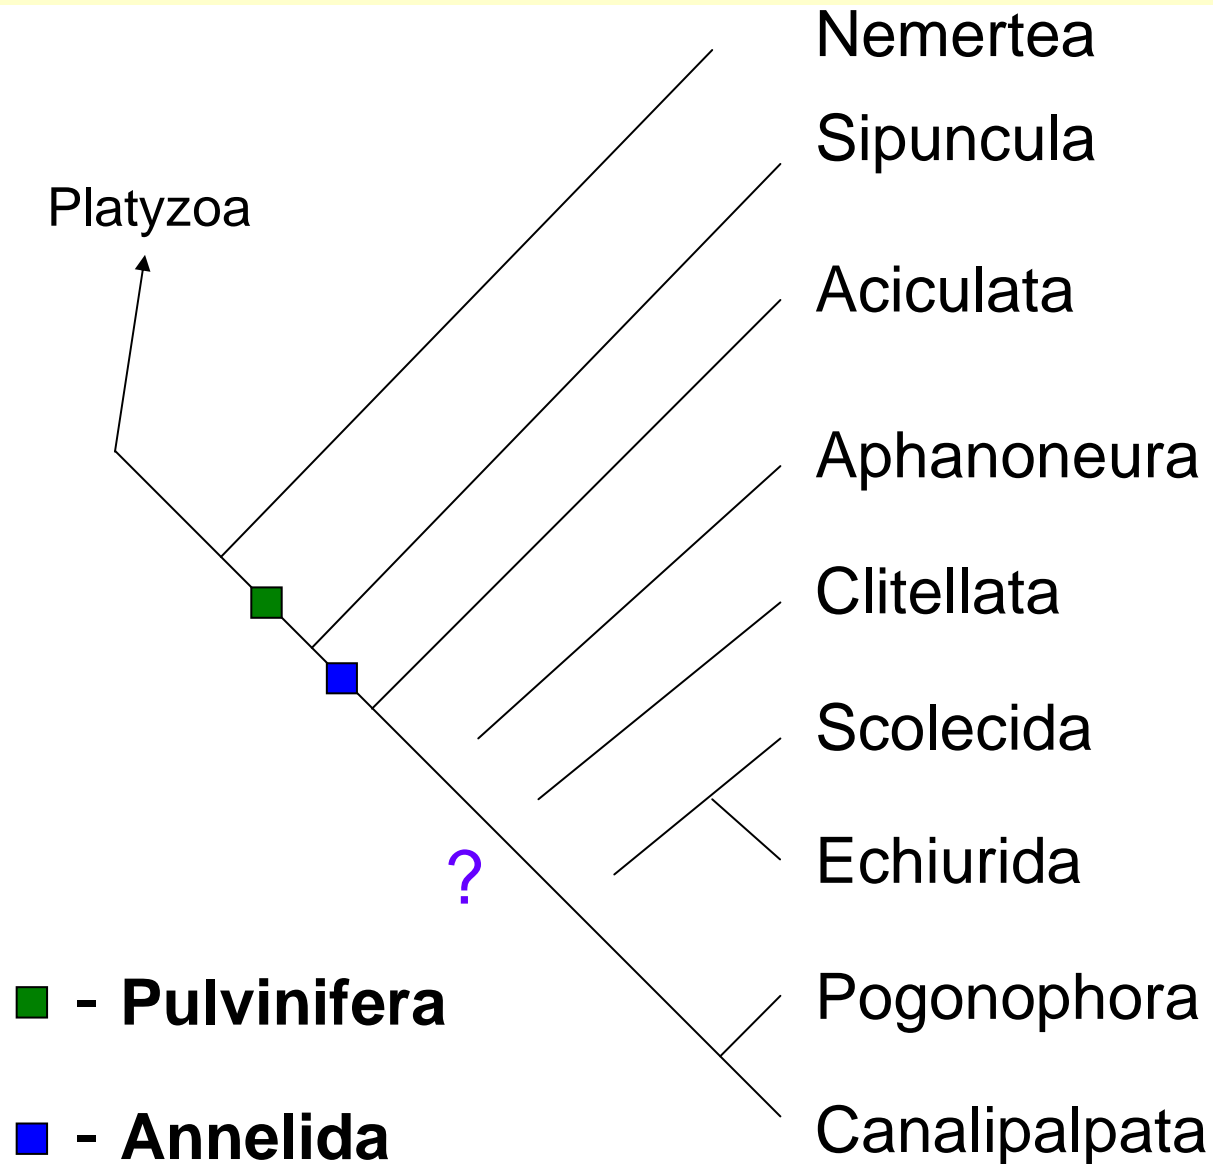 Nemertea
Sipuncula
Platyzoa
Aciculata
Aphanoneura
Clitellata
Scolecida
?
Echiurida
- Pulvinifera
Pogonophora
- Annelida
Canalipalpata